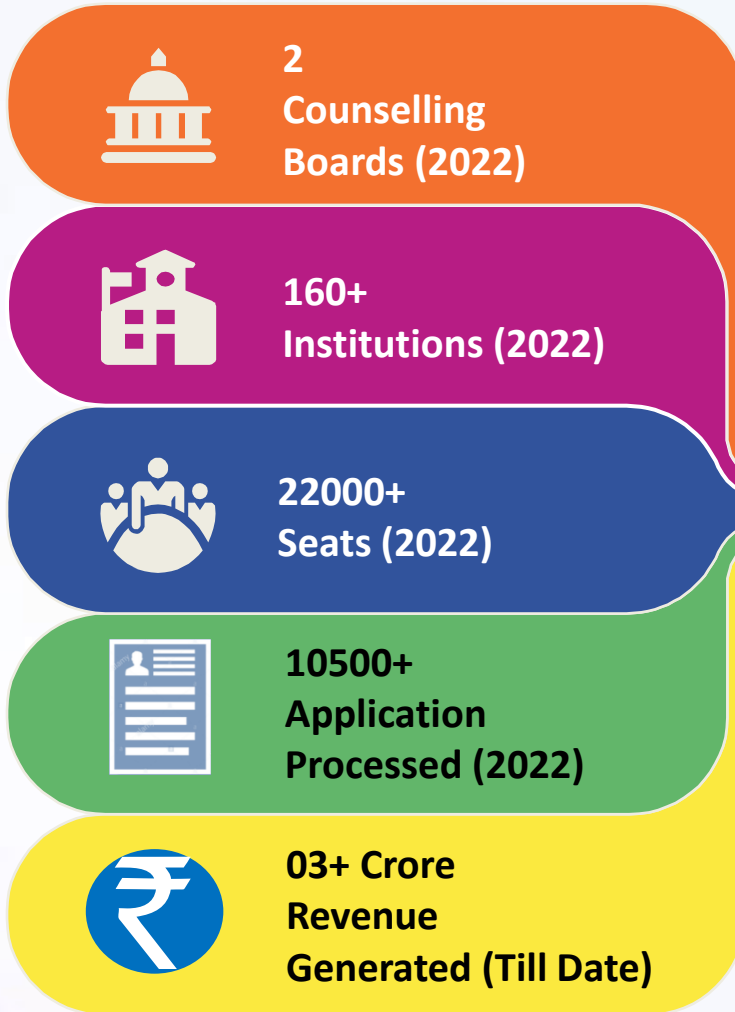 2
Counselling
Boards (2022)
160+
Institutions (2022)
22000+
Seats (2022)
10500+
Application
Processed (2022)
03+ Crore
Revenue
Generated (Till Date)